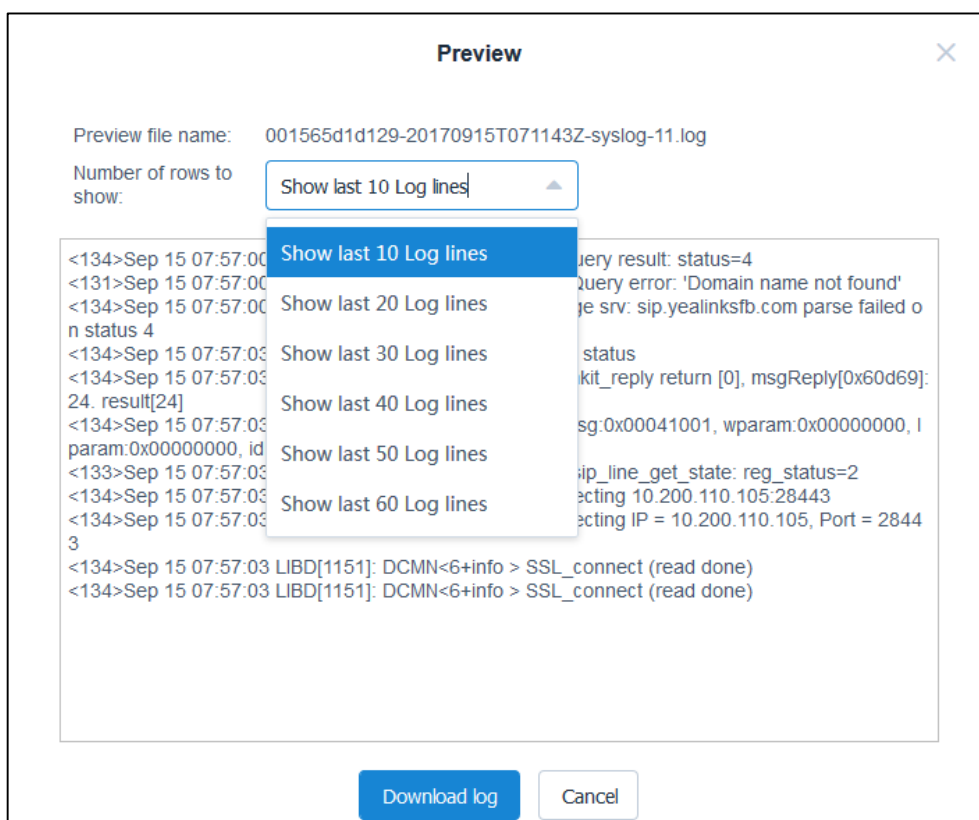 Preview
Preview file name: 001565d1d129-20170915T071143Z-syslog-11.log
Number of rows to
show:
Show last 10 Log lines
Show last 10 Log lines
Show last 20 Log lines
Show last 30 Log lines
Show last 40 Log lines
Show last 50 Log lines
Show last 60 Log lines
<134>Sep 15 07:57:00 result: status=4
<131>Sep 15 07:57:00 error: 'Domain name not found'
<134>Sep 15 07:57:00 srv: sip.yealinksfb.com parse failed o
n status 4
<134>Sep 15 07:57:03 status
<134>Sep 15 07:57:03 return [0], msgReply[0x60d69]:
24. result[24]
<134>Sep 15 07:57:03 sg:0x00041001, wparam:0x00000000, l
param:0x00000000, id
<133>Sep 15 07:57:03 sip_line_get_state: reg_status=2
<134>Sep 15 07:57:03 ecting 10.200.110.105:28443
<134>Sep 15 07:57:03 ecting IP = 10.200.110.105, Port = 2844
3
<134>Sep 15 07:57:03 LIBD[1151]: DCMN<6+info > SSL_connect (read done)
<134>Sep 15 07:57:03 LIBD[1151]: DCMN<6+info > SSL_connect (read done)
Download log
Cancel